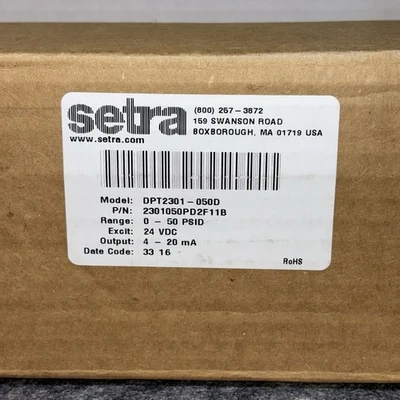 setra
www.setra.com
(800) 257-3872
159 SWANSON ROAD
BOXBOROUGH, MA 01719 USA
Model: DPT2301-050D
P/N: 2301050PD2F11B
Range: 0 - 50 PSID
Excit: 24 VDC
Output: 4 - 20 mA
Date Code: 33 16
RoHS